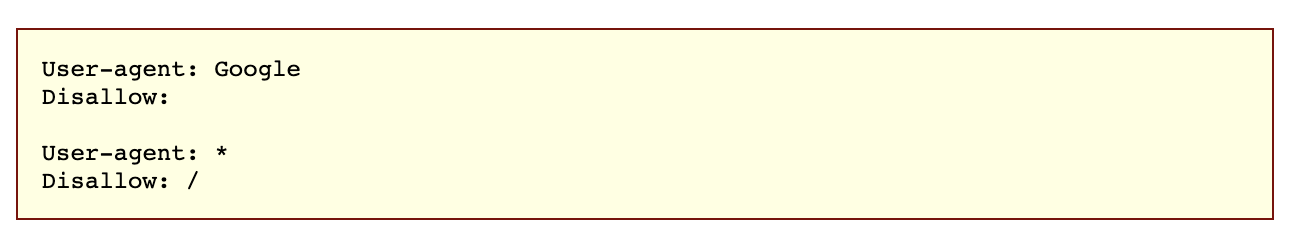 User-agent: Google
Disallow:
User-agent: *
Disallow: /